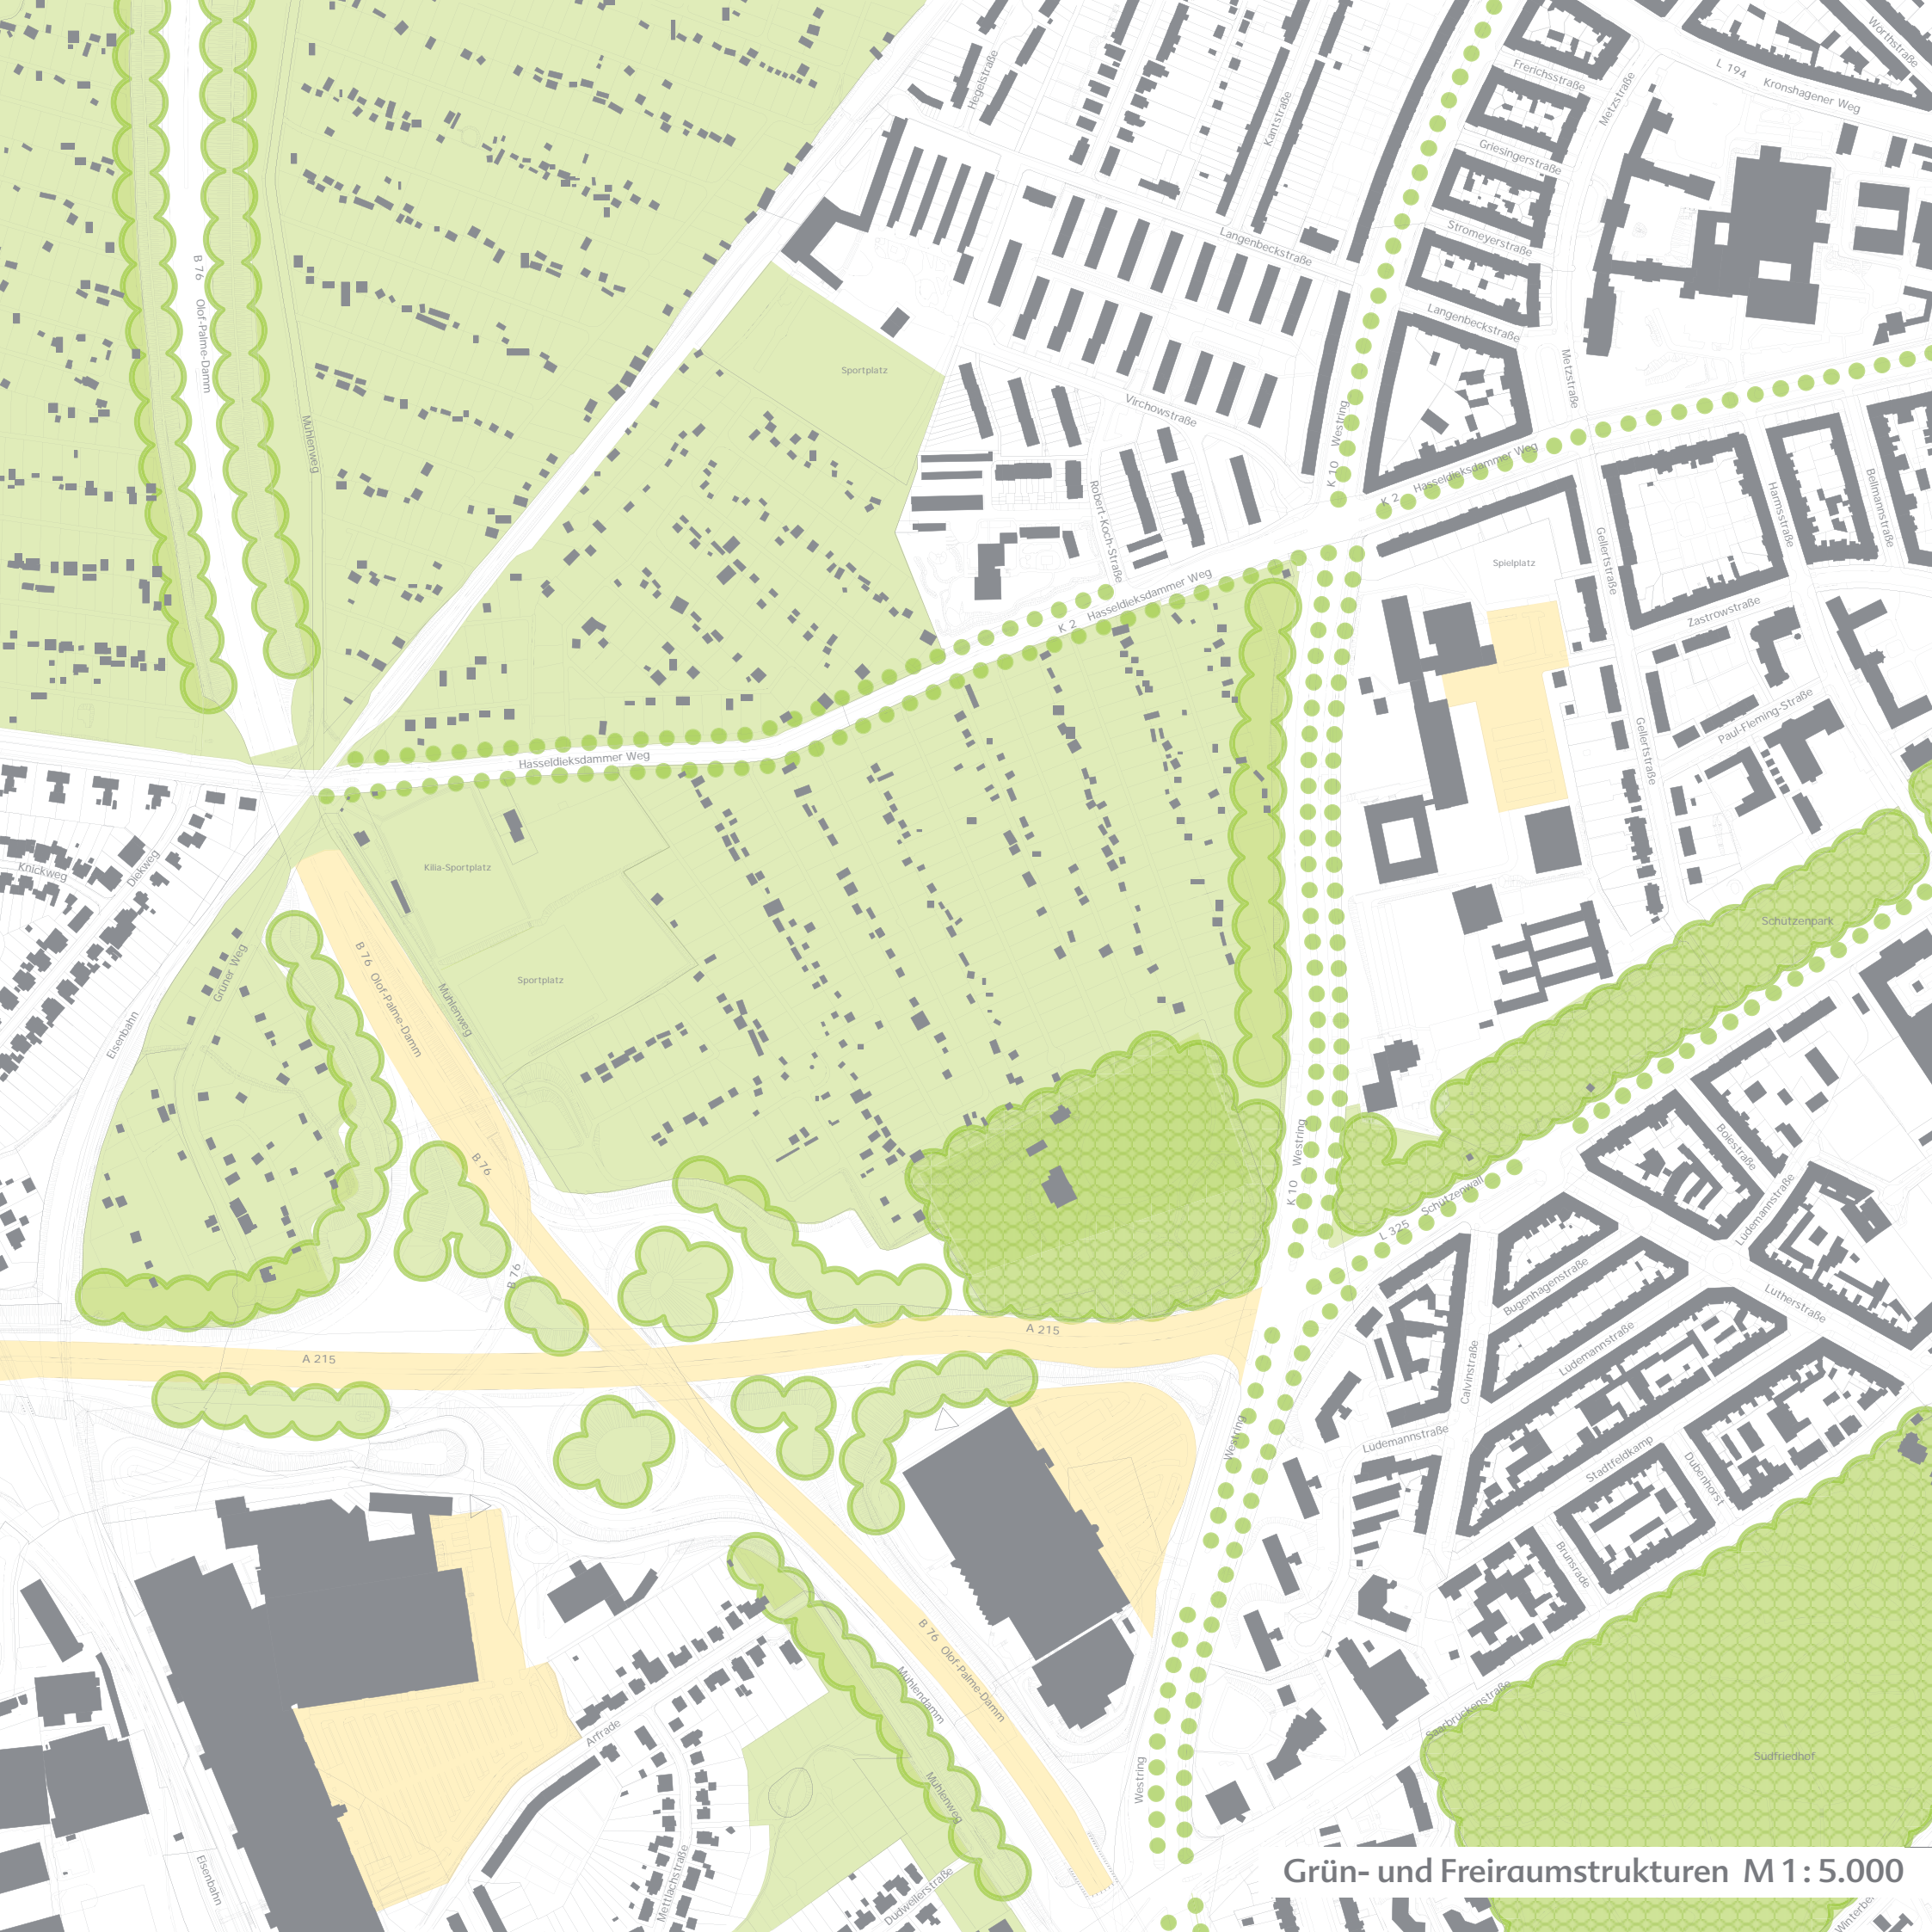 Hegelstraße
Kantstraße
Frerichsstraße
Metzstraße
L 194 Kronshagener Weg
Wörthstraße
Griesingerstraße
Stromeyerstraße
Langenbeckstraße
Langenbeckstraße
B 76 Olof-Palme-Damm
Mühlenweg
Sportplatz
Virchowstraße
Metzstraße
K 10 Westring
K 2 Hasseldieksdammer Weg
Robert-Koch-Straße
Harmsstraße
Bellmannstraße
Gellertstraße
Spielplatz
K 2 Hasseldieksdammer Weg
Zastrowstraße
Paul-Fleming-Straße
Gellertstraße
Hasseldieksdammer Weg
Knickweg
Diekweg
Kilia-Sportplatz
Schützenpark
Grüner Weg
B 76 Olof-Palme-Damm
Sportplatz
Mühlenweg
Eisenbahn
B 76
K 10 Westring
Boiestraße
Lüdemannstraße
L 325 Schützenwall
B 76
Bugenhagenstraße
Lutherstraße
A 215
A 215
Lüdemannstraße
Calvinstraße
Westring
Lüdemannstraße
Stadtfeldkamp
Dübenhorst
Brunsrade
B 76 Olof-Palme-Damm
Mühlendamm
Arfrade
Saarbrückenstraße
Südfriedhof
Westring
Mühlenweg
Eisenbahn
Mettlachstraße
Dudweilerstraße
Grün- und Freiraumstrukturen M 1 : 5.000